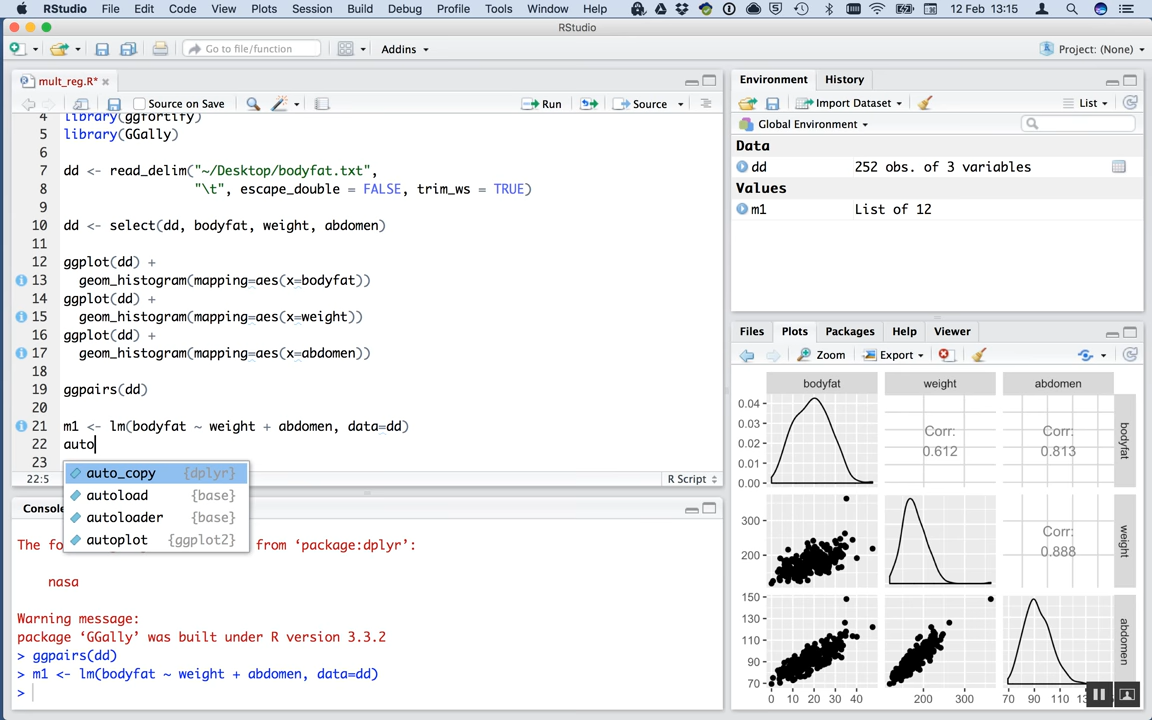 RStudio File Edit Code View Plots Session Build Debug Profile Tools Window Help 12 Feb 13:15
RStudio
Go to file/function Addins Project: (None)
mult_reg.R*
Source on Save Run Source
4 library(ggfortify)
5 library(GGally)
6
7 dd <- read_delim("~/Desktop/bodyfat.txt",
8 "\t", escape_double = FALSE, trim_ws = TRUE)
9
10 dd <- select(dd, bodyfat, weight, abdomen)
11
12 ggplot(dd) +
13 geom_histogram(mapping=aes(x=bodyfat))
14 ggplot(dd) +
15 geom_histogram(mapping=aes(x=weight))
16 ggplot(dd) +
17 geom_histogram(mapping=aes(x=abdomen))
18
19 ggpairs(dd)
20
21 m1 <- lm(bodyfat ~ weight + abdomen, data=dd)
22 auto
23
auto_copy {dplyr}
autoload {base}
autoloader {base}
autoplot {ggplot2}
22:5 R Script
Console
The fo from ‘package:dplyr’:
nasa
Warning message:
package ‘GGally’ was built under R version 3.3.2
> ggpairs(dd)
> m1 <- lm(bodyfat ~ weight + abdomen, data=dd)
>
Environment History
Import Dataset List
Global Environment
Data
dd 252 obs. of 3 variables
Values
m1 List of 12
Files Plots Packages Help Viewer
Zoom Export
bodyfat weight abdomen
0.04
0.03
0.02
0.01
0.00
Corr:
0.612
Corr:
0.813
bodyfat
300
200
Corr:
0.888
weight
150
130
110
90
70
abdomen
0 10 20 30 40 200 300 70 90 110